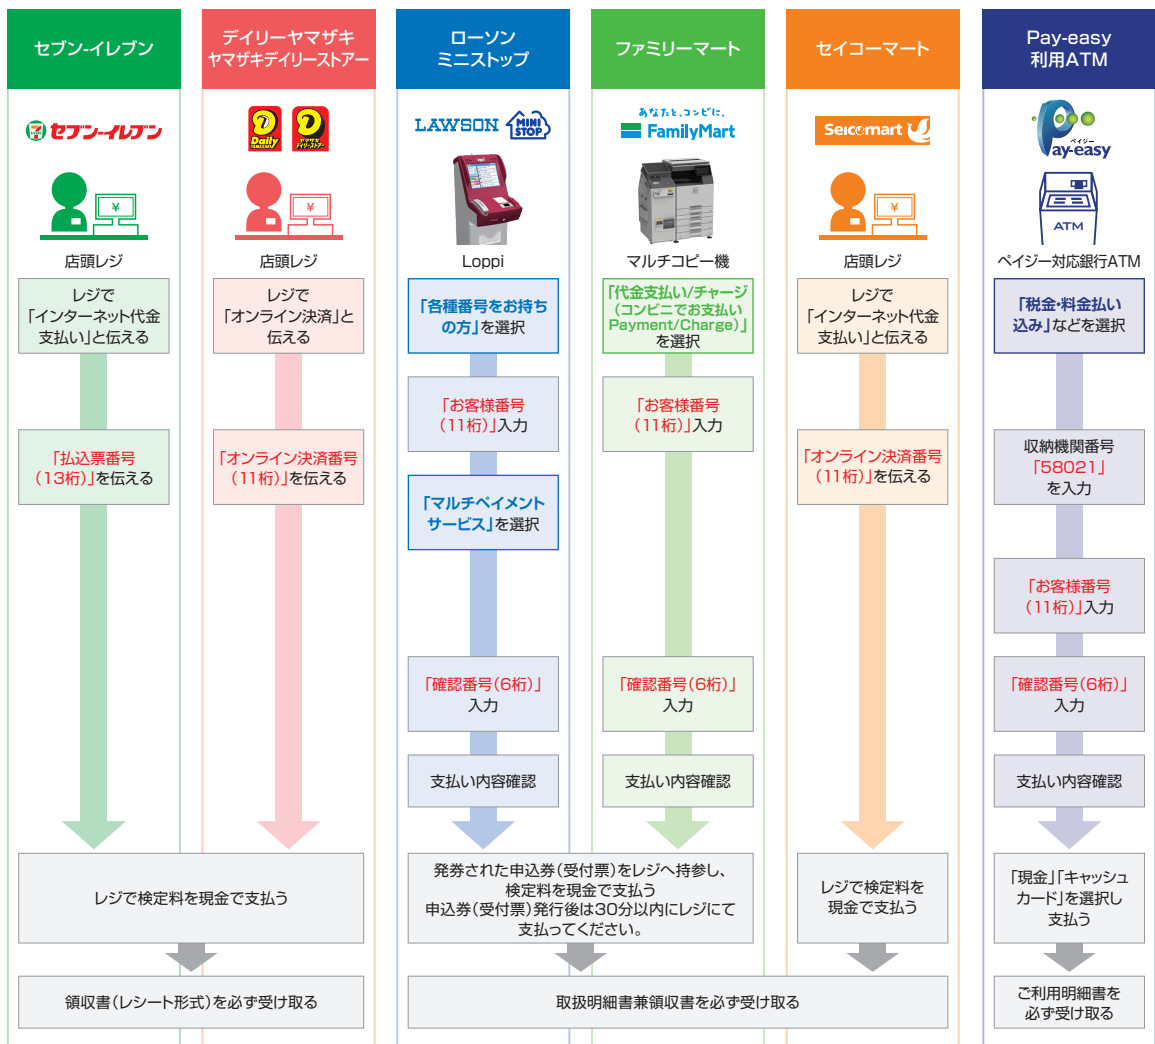 セブン-イレブン
デイリーヤマザキ
ヤマザキデイリーストアー
ローソン
ミニストップ
ファミリーマート
セイコーマート
Pay-easy
利用ATM
セブン-イレブン
Daily
YAMAZAKI
ヤマザキ
デイリーストアー
LAWSON
MINI
STOP
あなたと、コンビに、
FamilyMart
Seicomart
ペイジー
Pay-easy
¥
¥
¥
ATM
店頭レジ
店頭レジ
Loppi
マルチコピー機
店頭レジ
ペイジー対応銀行ATM
レジで
「インターネット代金
支払い」と伝える
レジで
「オンライン決済」と
伝える
「各種番号をお持ち
の方」を選択
「代金支払い/チャージ
(コンビニでお支払い
Payment/Charge)」
を選択
レジで
「インターネット代金
支払い」と伝える
「税金・料金払い
込み」などを選択
「お客様番号
(11桁)」入力
「お客様番号
(11桁)」入力
「払込票番号
(13桁)」を伝える
「オンライン決済番号
(11桁)」を伝える
「マルチペイメント
サービス」を選択
「オンライン決済番号
(11桁)」を伝える
収納機関番号
「58021」
を入力
「お客様番号
(11桁)」入力
「確認番号(6桁)」
入力
「確認番号(6桁)」
入力
「確認番号(6桁)」
入力
支払い内容確認
支払い内容確認
支払い内容確認
レジで検定料を現金で支払う
発券された申込券(受付票)をレジへ持参し、
検定料を現金で支払う
申込券(受付票)発行後は30分以内にレジにて
支払ってください。
レジで検定料を
現金で支払う
「現金」「キャッシュ
カード」を選択し
支払う
領収書(レシート形式)を必ず受け取る
取扱明細書兼領収書を必ず受け取る
ご利用明細書を
必ず受け取る